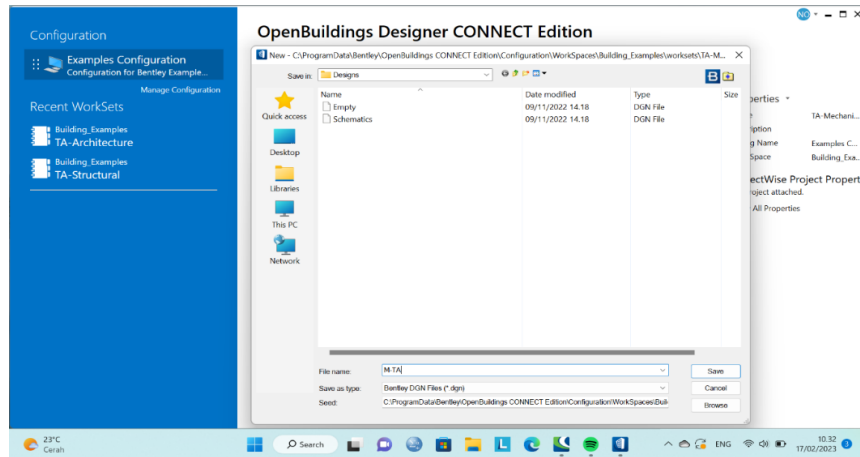 NO
Configuration
Examples Configuration
Configuration for Bentley Example...
Manage Configuration
Recent WorkSets
Building_Examples
TA-Architecture
Building_Examples
TA-Structural
OpenBuildings Designer CONNECT Edition
New - C:\ProgramData\Bentley\OpenBuildings CONNECT Edition\Configuration\WorkSpaces\Building_Examples\worksets\TA-M...
Save in:
Designs
Name
Date modified
Type
Size
Empty
09/11/2022 14.18
DGN File
Schematics
09/11/2022 14.18
DGN File
Quick access
Desktop
Libraries
This PC
Network
File name:
M-TA
Save
Save as type:
Bentley DGN Files (*.dgn)
Cancel
Seed:
C:\ProgramData\Bentley\OpenBuildings CONNECT Edition\Configuration\WorkSpaces\Buil
Browse
perties
TA-Mechani...
iption
g Name
Examples C...
Space
Building_Exa...
ectWise Project Propert
roject attached.
All Properties
23°C
Cerah
Search
ENG
10.32
17/02/2023
3